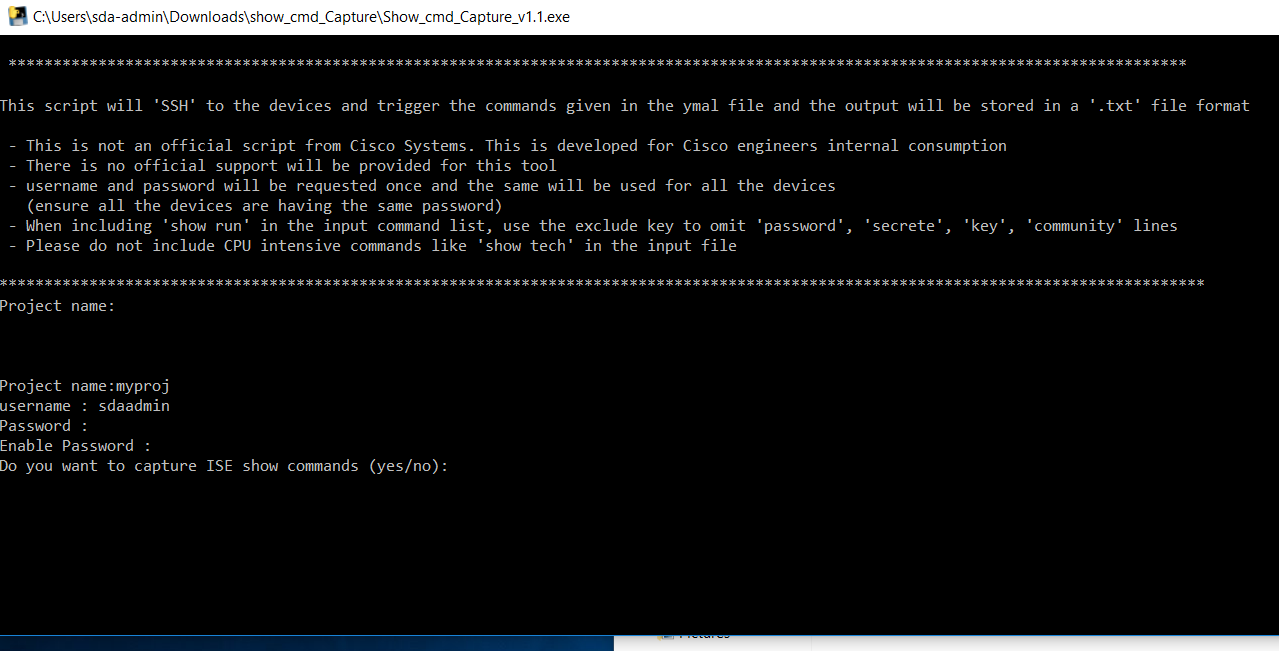 C:\Users\sda-admin\Downloads\show_cmd_Capture\Show_cmd_Capture_v1.1.exe
***********************************************************************************************************************************
This script will 'SSH' to the devices and trigger the commands given in the ymal file and the output will be stored in a '.txt' file format
- This is not an official script from Cisco Systems. This is developed for Cisco engineers internal consumption
- There is no official support will be provided for this tool
- username and password will be requested once and the same will be used for all the devices
(ensure all the devices are having the same password)
- When including 'show run' in the input command list, use the exclude key to omit 'password', 'secrete', 'key', 'community' lines
- Please do not include CPU intensive commands like 'show tech' in the input file
**************************************************************************************************************************************
Project name:
Project name:myproj
username : sdaadmin
Password :
Enable Password :
Do you want to capture ISE show commands (yes/no):